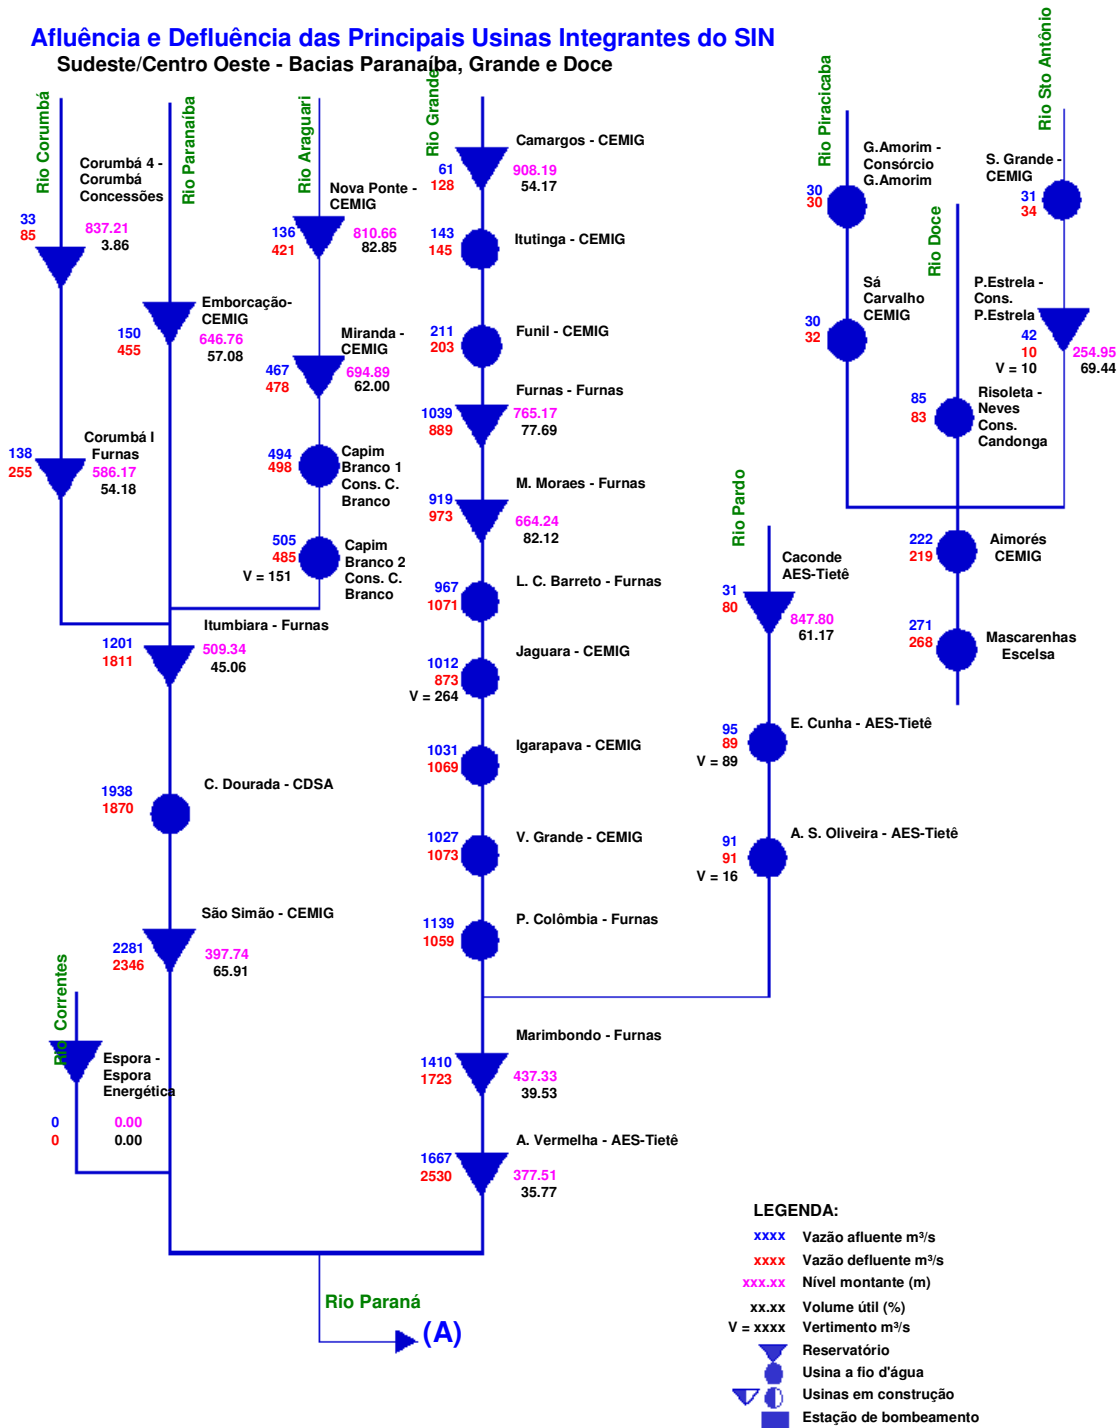 Afluência e Defluência das Principais Usinas Integrantes do SIN
Sudeste/Centro Oeste - Bacias Paranaíba, Grande e Doce
Rio Corumbá
33
85
Corumbá 4 -
Corumbá
Concessões
837.21
3.86
138
255
Corumbá I
Furnas
586.17
54.18
Rio Paranaíba
150
455
Emborcação-
CEMIG
646.76
57.08
Rio Araguari
Nova Ponte -
CEMIG
136
421
810.66
82.85
Miranda -
CEMIG
467
478
694.89
62.00
494
498
Capim
Branco 1
Cons. C.
Branco
505
485
V = 151
Capim
Branco 2
Cons. C.
Branco
Itumbiara - Furnas
1201
1811
509.34
45.06
C. Dourada - CDSA
1938
1870
São Simão - CEMIG
2281
2346
397.74
65.91
Rio Correntes
Espora -
Espora
Energética
0
0
0.00
0.00
Rio Grande
Camargos - CEMIG
61
128
908.19
54.17
143
145
Itutinga - CEMIG
211
203
Funil - CEMIG
Furnas - Furnas
1039
889
765.17
77.69
M. Moraes - Furnas
919
973
664.24
82.12
967
1071
L. C. Barreto - Furnas
Jaguara - CEMIG
1012
873
V = 264
Igarapava - CEMIG
1031
1069
V. Grande - CEMIG
1027
1073
P. Colômbia - Furnas
1139
1059
Marimbondo - Furnas
1410
1723
437.33
39.53
A. Vermelha - AES-Tietê
1667
2530
377.51
35.77
Rio Pardo
Caconde
AES-Tietê
31
80
847.80
61.17
E. Cunha - AES-Tietê
95
89
V = 89
A. S. Oliveira - AES-Tietê
91
91
V = 16
Rio Piracicaba
G.Amorim -
Consórcio
G.Amorim
30
30
Sá
Carvalho
CEMIG
30
32
Rio Doce
85
83
Risoleta -
Neves
Cons.
Candonga
Rio Sto Antônio
S. Grande -
CEMIG
31
34
P.Estrela -
Cons.
P.Estrela
42
10
V = 10
254.95
69.44
222
219
Aimorés
CEMIG
271
268
Mascarenhas
Escelsa
Rio Paraná
(A)
LEGENDA:
xxxx Vazão afluente m³/s
xxxx Vazão defluente m³/s
xxx.xx Nível montante (m)
xx.xx Volume útil (%)
V = xxxx Vertimento m³/s
Reservatório
Usina a fio d'água
Usinas em construção
Estação de bombeamento